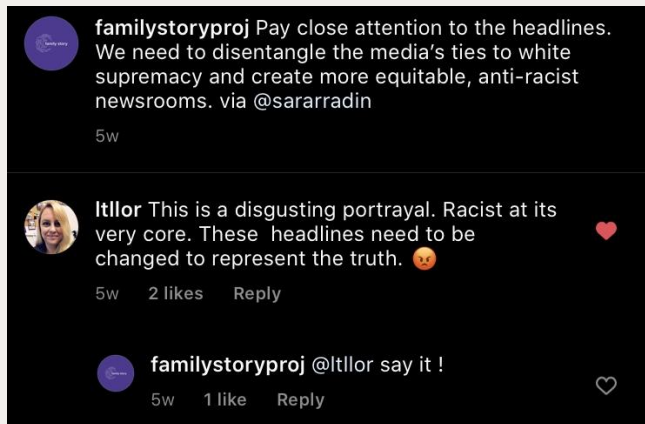 familystoryproj Pay close attention to the headlines.
We need to disentangle the media's ties to white
supremacy and create more equitable, anti-racist
newsrooms. via @sararradin
5w
ltllor This is a disgusting portrayal. Racist at its
very core. These  headlines need to be
changed to represent the truth. 😡
5w 2 likes Reply
familystoryproj @ltllor say it !
5w 1 like Reply